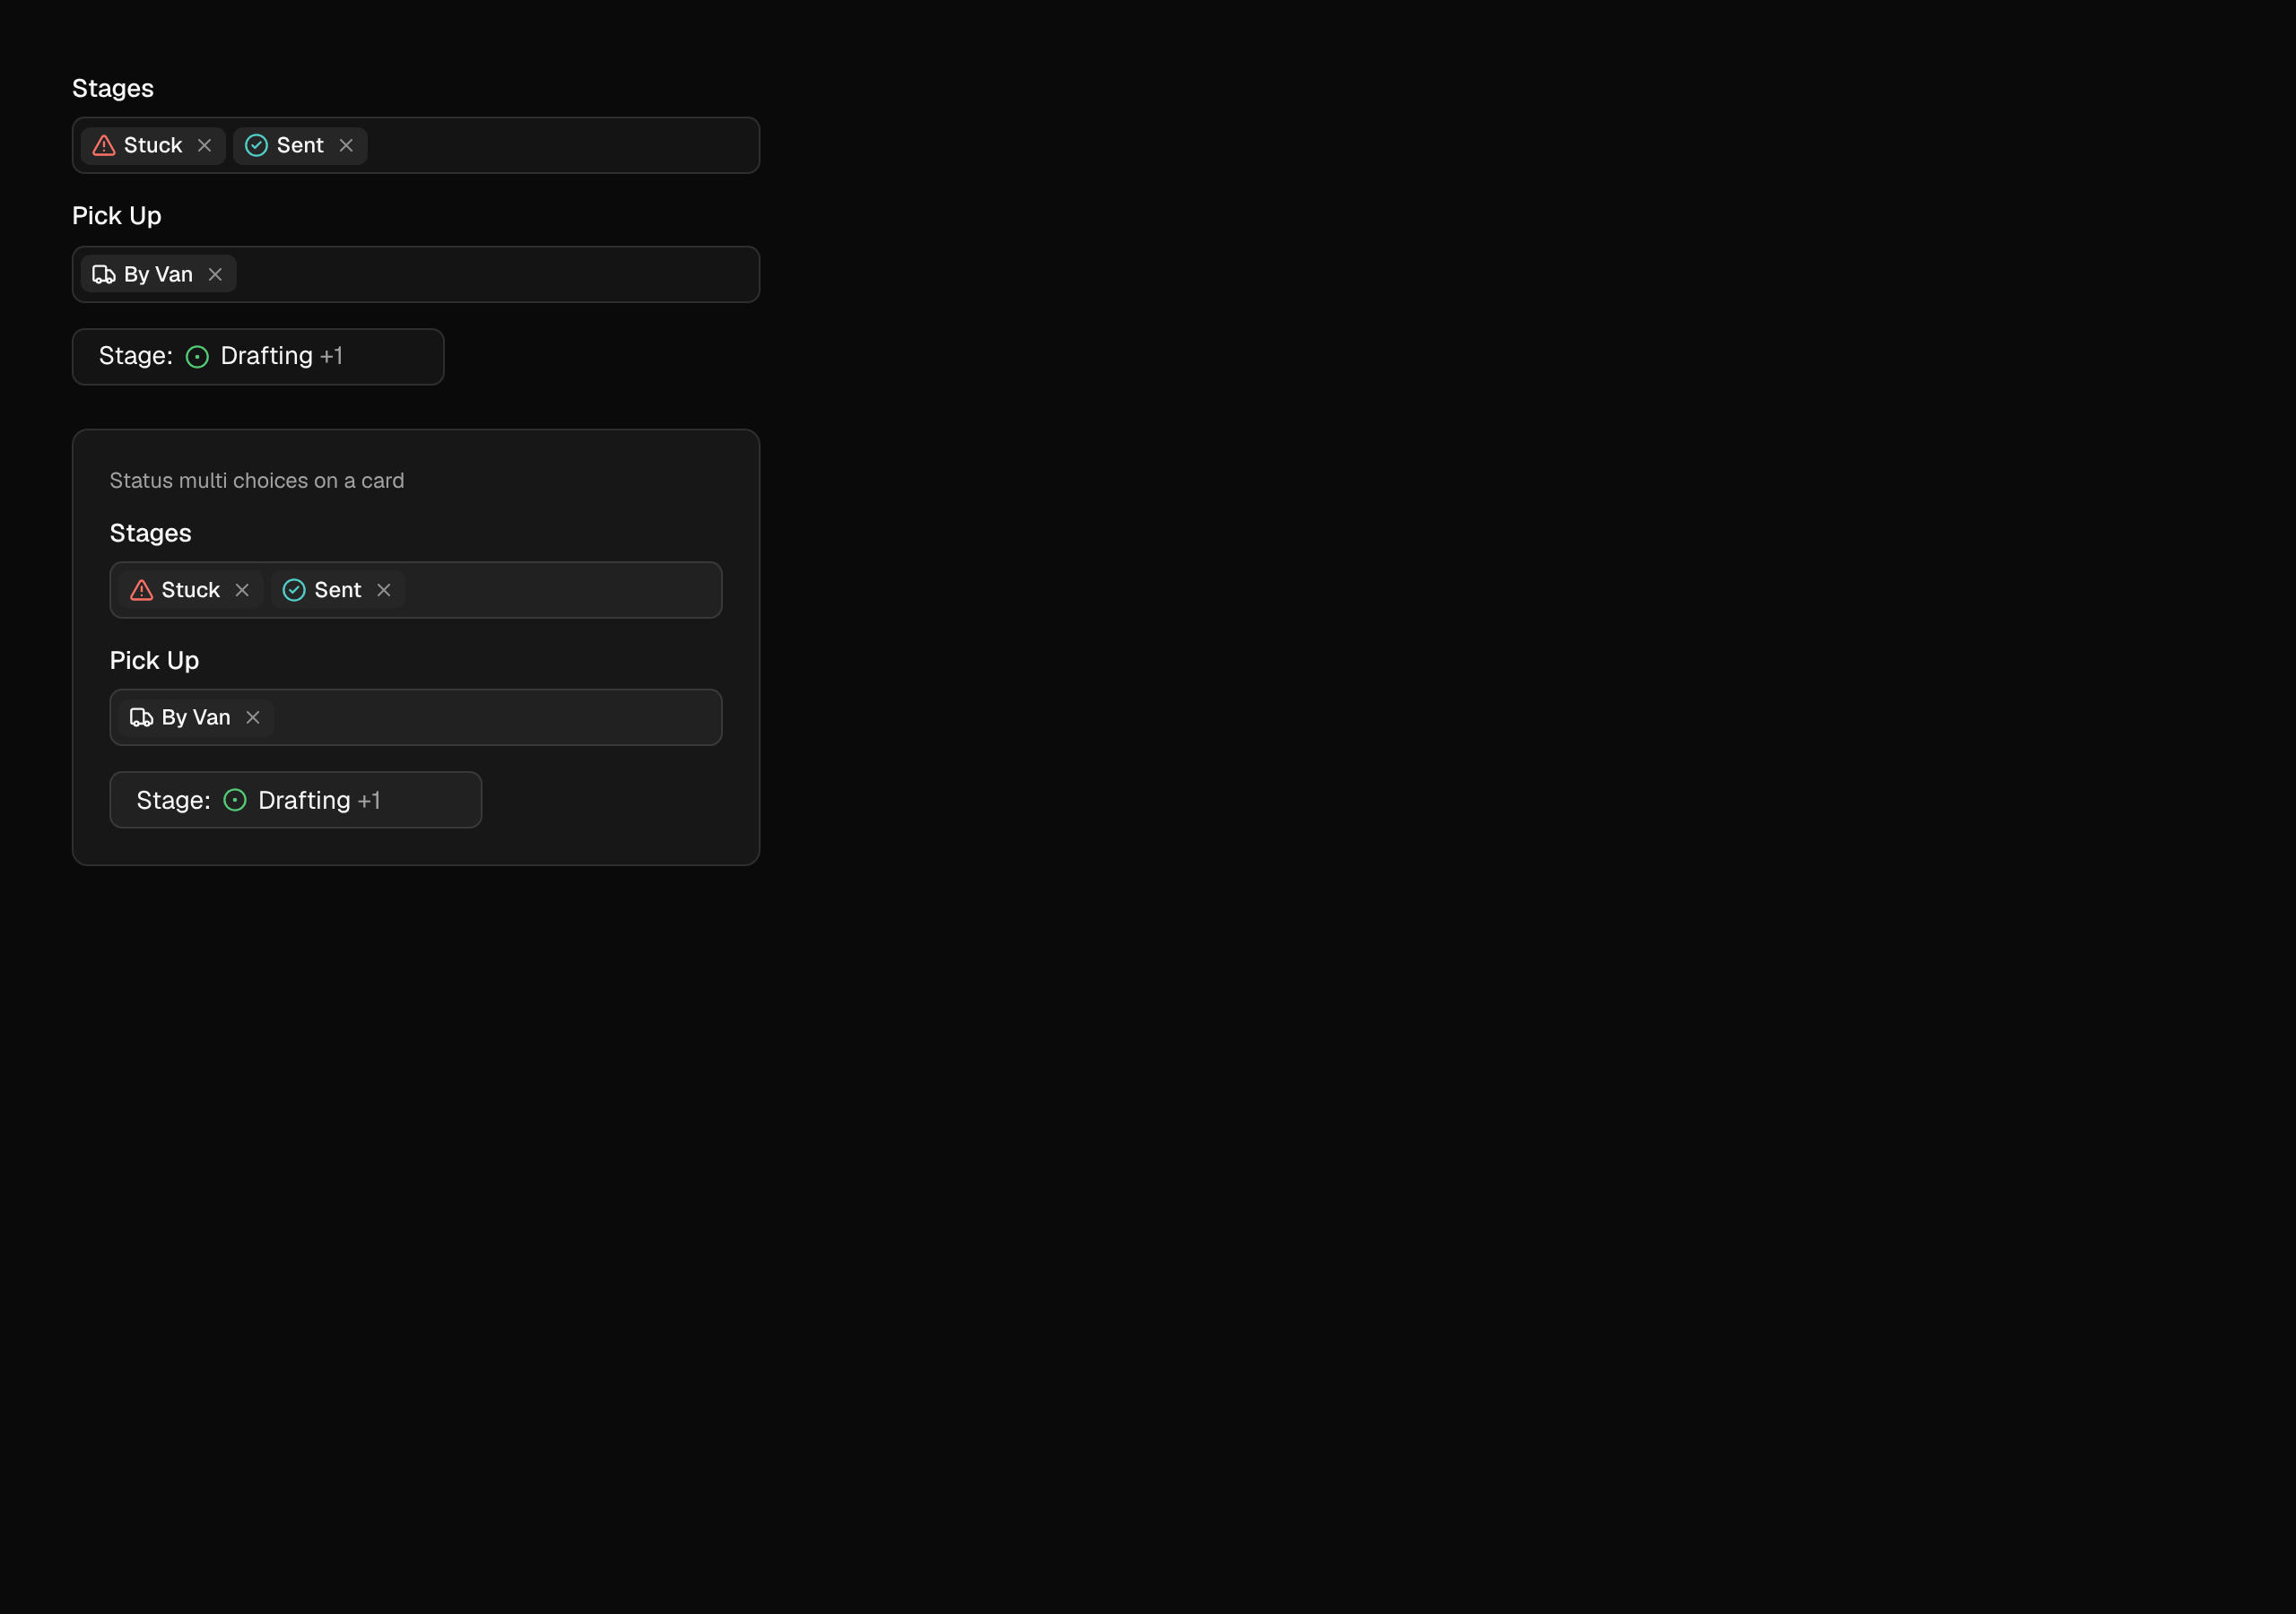 Stages
Stuck Sent
Pick Up
By Van
Stage: Drafting +1
Status multi choices on a card
Stages
Stuck Sent
Pick Up
By Van
Stage: Drafting +1